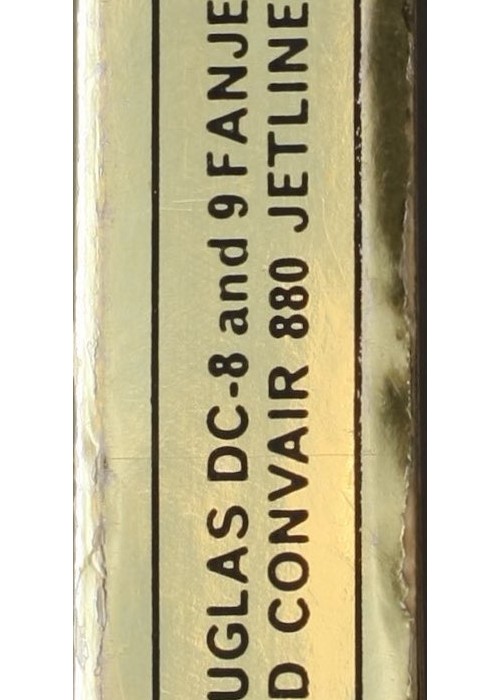 UGLAS DC-8 and 9 FANJE
D CONVAIR 880 JETLINE